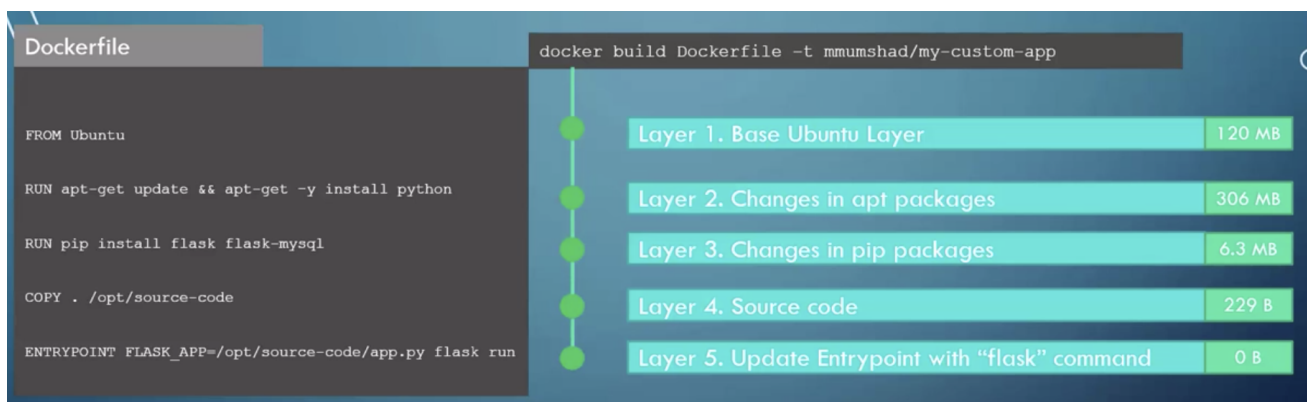 Dockerfile
docker build Dockerfile -t mmumshad/my-custom-app
FROM Ubuntu
RUN apt-get update && apt-get -y install python
RUN pip install flask flask-mysql
COPY . /opt/source-code
ENTRYPOINT FLASK_APP=/opt/source-code/app.py flask run
Layer 1. Base Ubuntu Layer 120 MB
Layer 2. Changes in apt packages 306 MB
Layer 3. Changes in pip packages 6.3 MB
Layer 4. Source code 229 B
Layer 5. Update Entrypoint with “flask” command 0 B